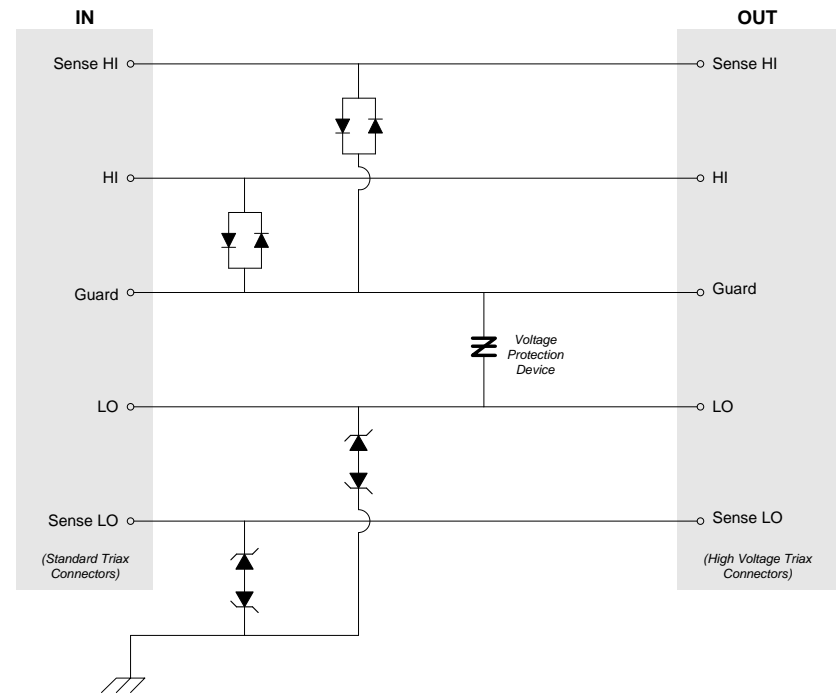 IN
OUT
Sense HI
Sense HI
HI
HI
Guard
Guard
Voltage
Protection
Device
LO
LO
Sense LO
Sense LO
(Standard Triax
Connectors)
(High Voltage Triax
Connectors)